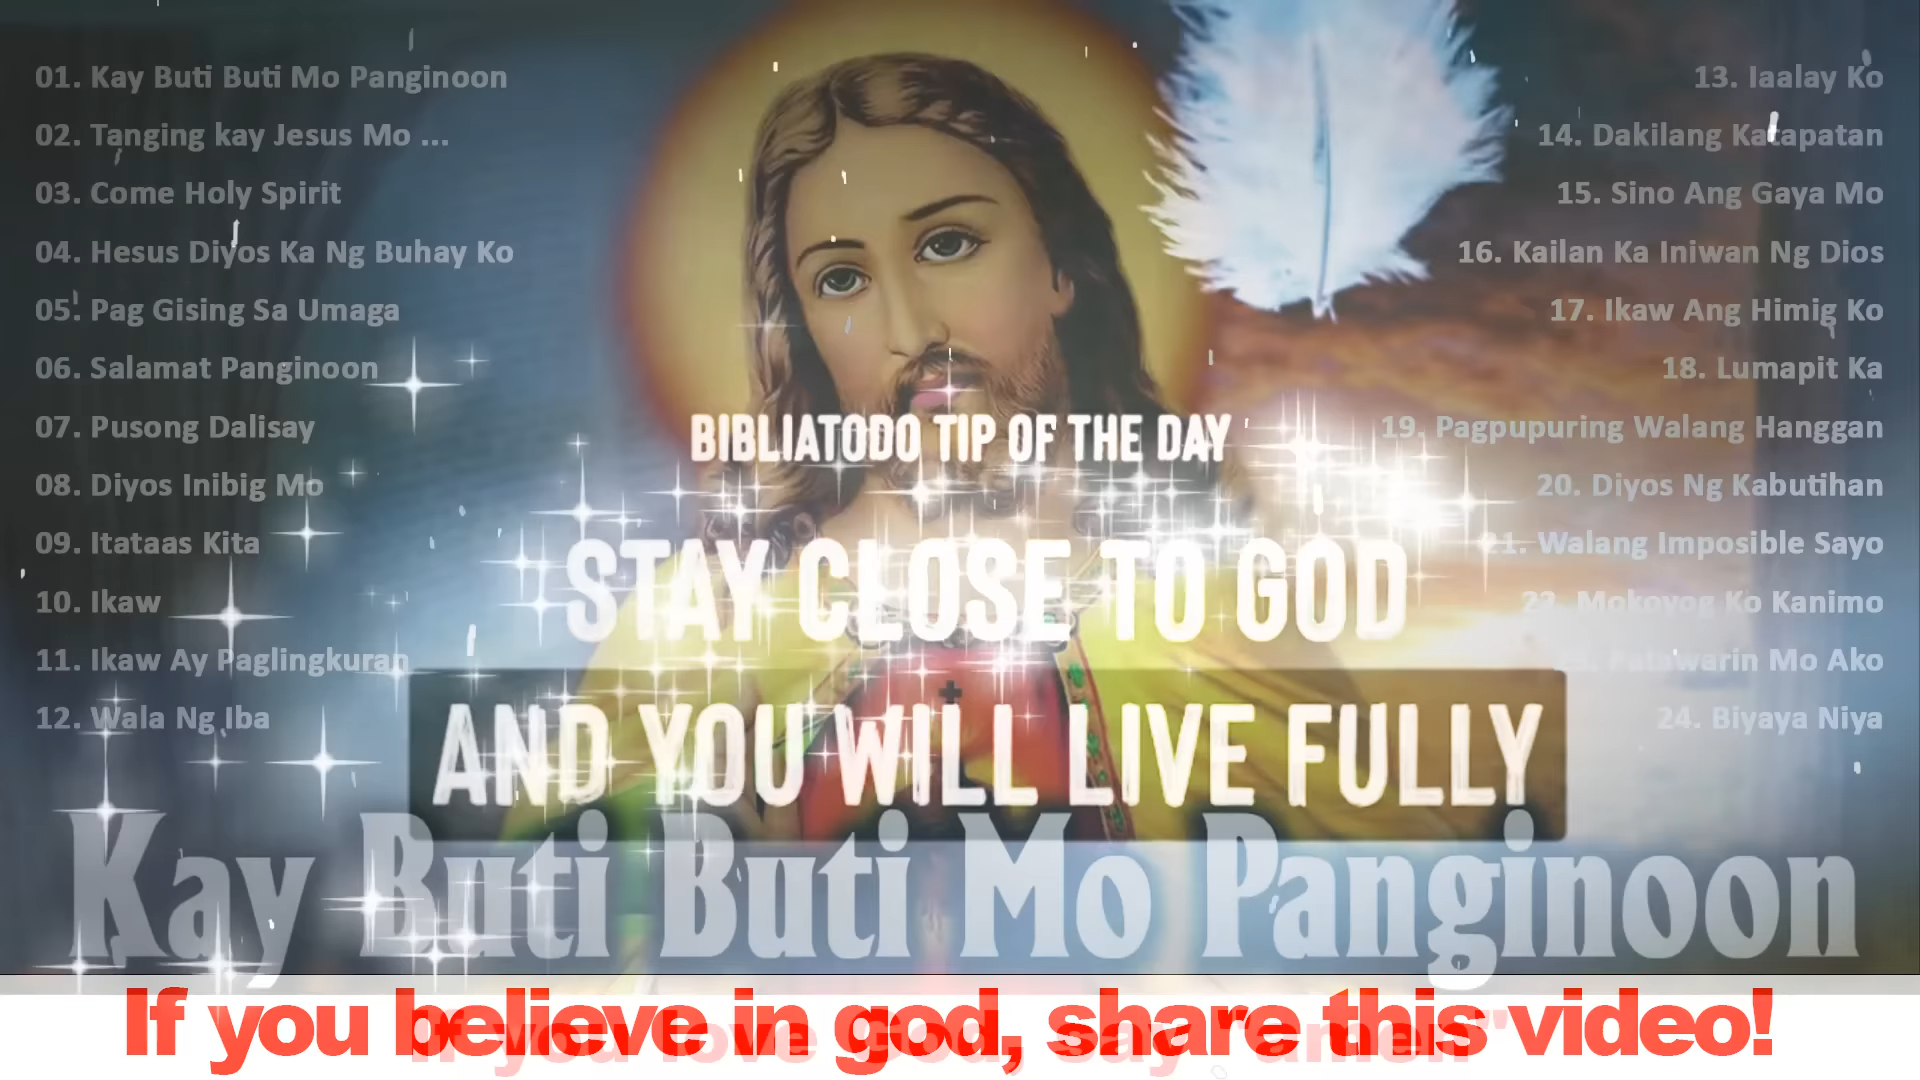 01. Kay Buti Buti Mo Panginoon
02. Tanging kay Jesus Mo ...
03. Come Holy Spirit
04. Hesus Diyos Ka Ng Buhay Ko
05. Pag Gising Sa Umaga
06. Salamat Panginoon
07. Pusong Dalisay
08. Diyos Inibig Mo
09. Itataas Kita
10. Ikaw
11. Ikaw Ay Paglingkuran
12. Wala Ng Iba
13. Iaalay Ko
14. Dakilang Katapatan
15. Sino Ang Gaya Mo
16. Kailan Ka Iniwan Ng Dios
17. Ikaw Ang Himig Ko
18. Lumapit Ka
19. Pagpupuring Walang Hanggan
20. Diyos Ng Kabutihan
21. Walang Imposible Sayo
Ko Kanimo
Mo Ako
24. Biyaya Niya
BIBLIATODO TIP OF THE DAY
STAY CLOSE TO GOD
AND YOU WILL LIVE FULLY
Kay Buti Buti Mo Panginoon
If you believe in god, share this video!